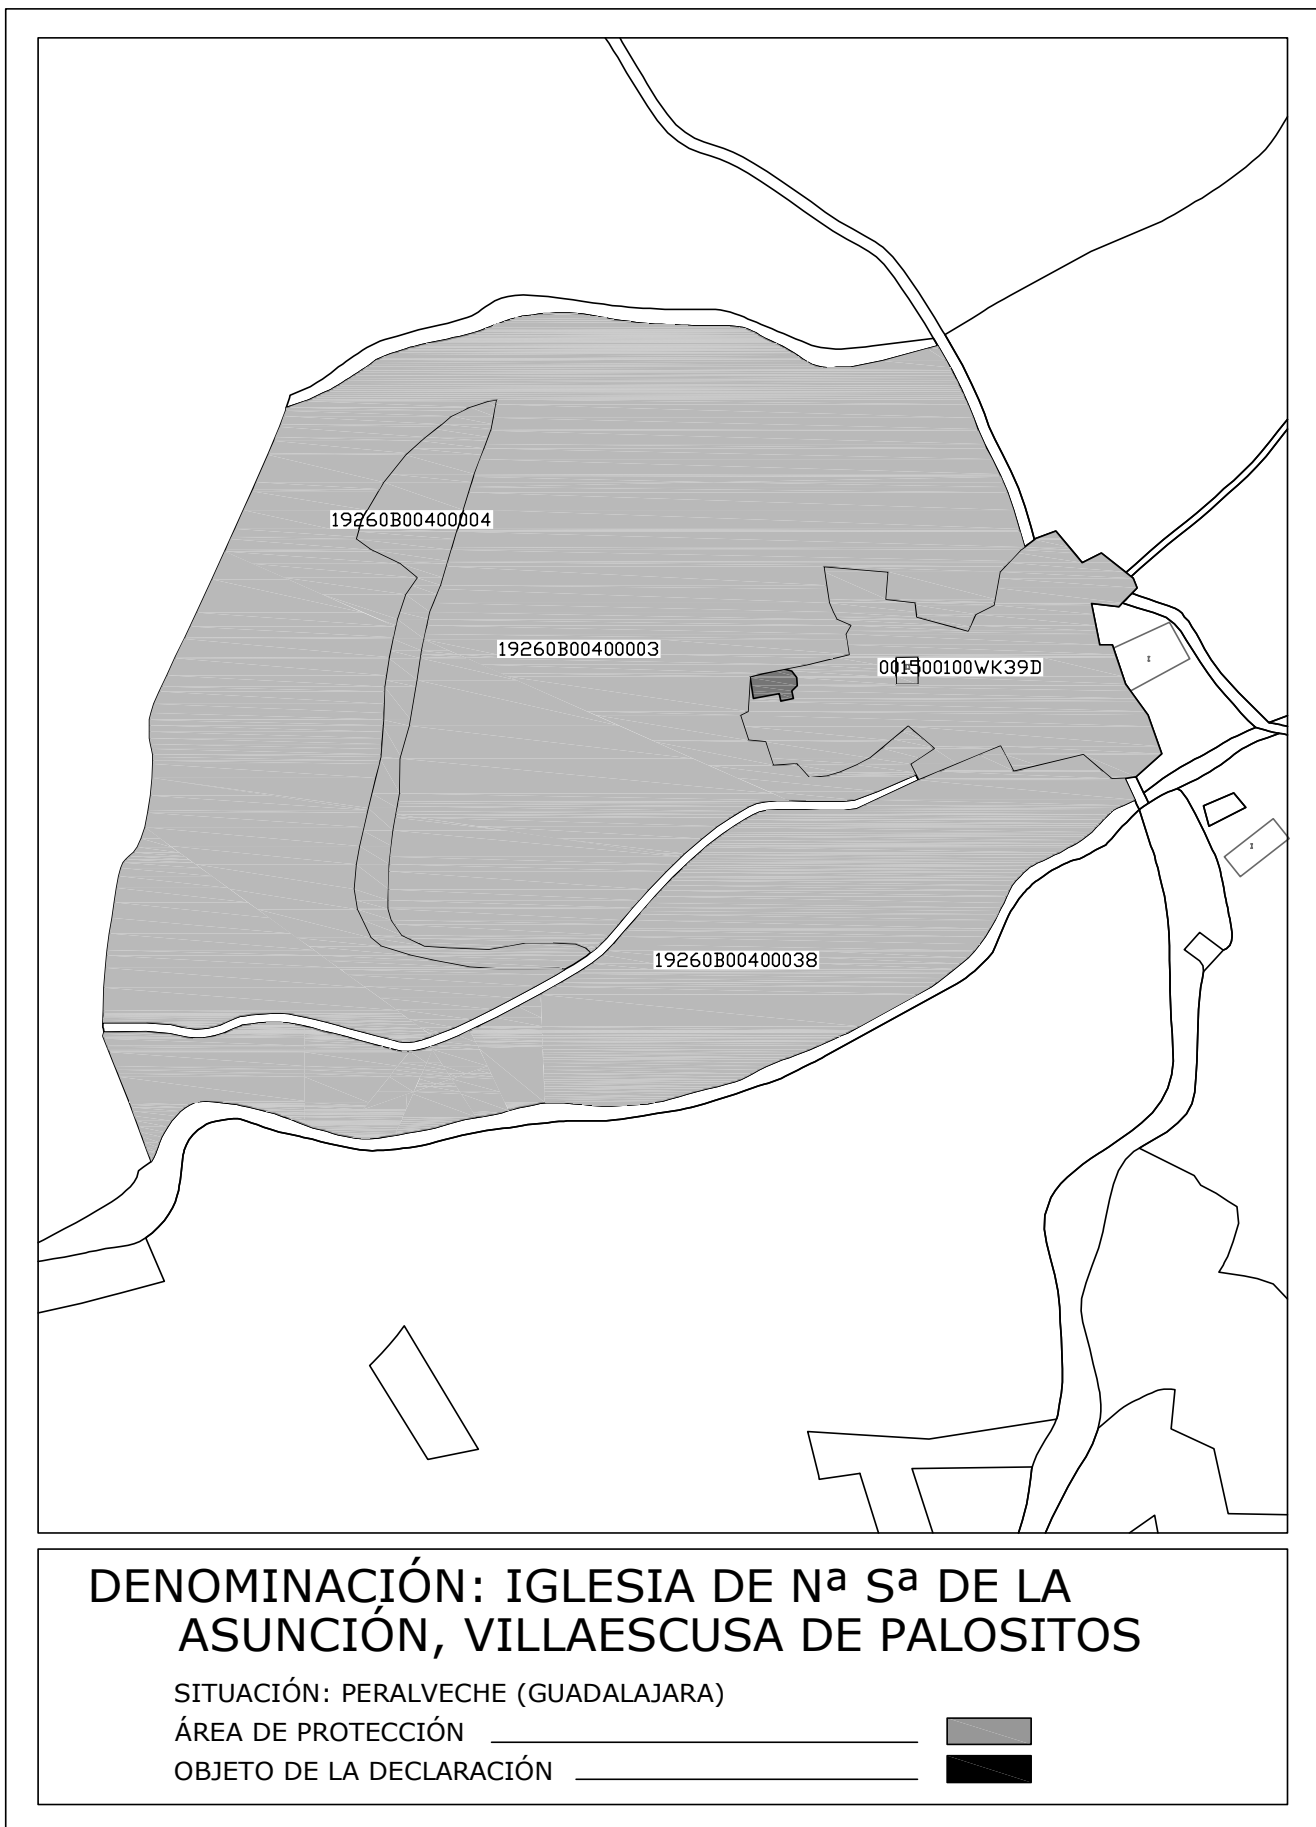 19260B00400004
19260B00400003
001500100WK39D
I
I
19260B00400038
DENOMINACIÓN: IGLESIA DE Nª Sª DE LA
ASUNCIÓN, VILLAESCUSA DE PALOSITOS
SITUACIÓN: PERALVECHE (GUADALAJARA)
ÁREA DE PROTECCIÓN
OBJETO DE LA DECLARACIÓN